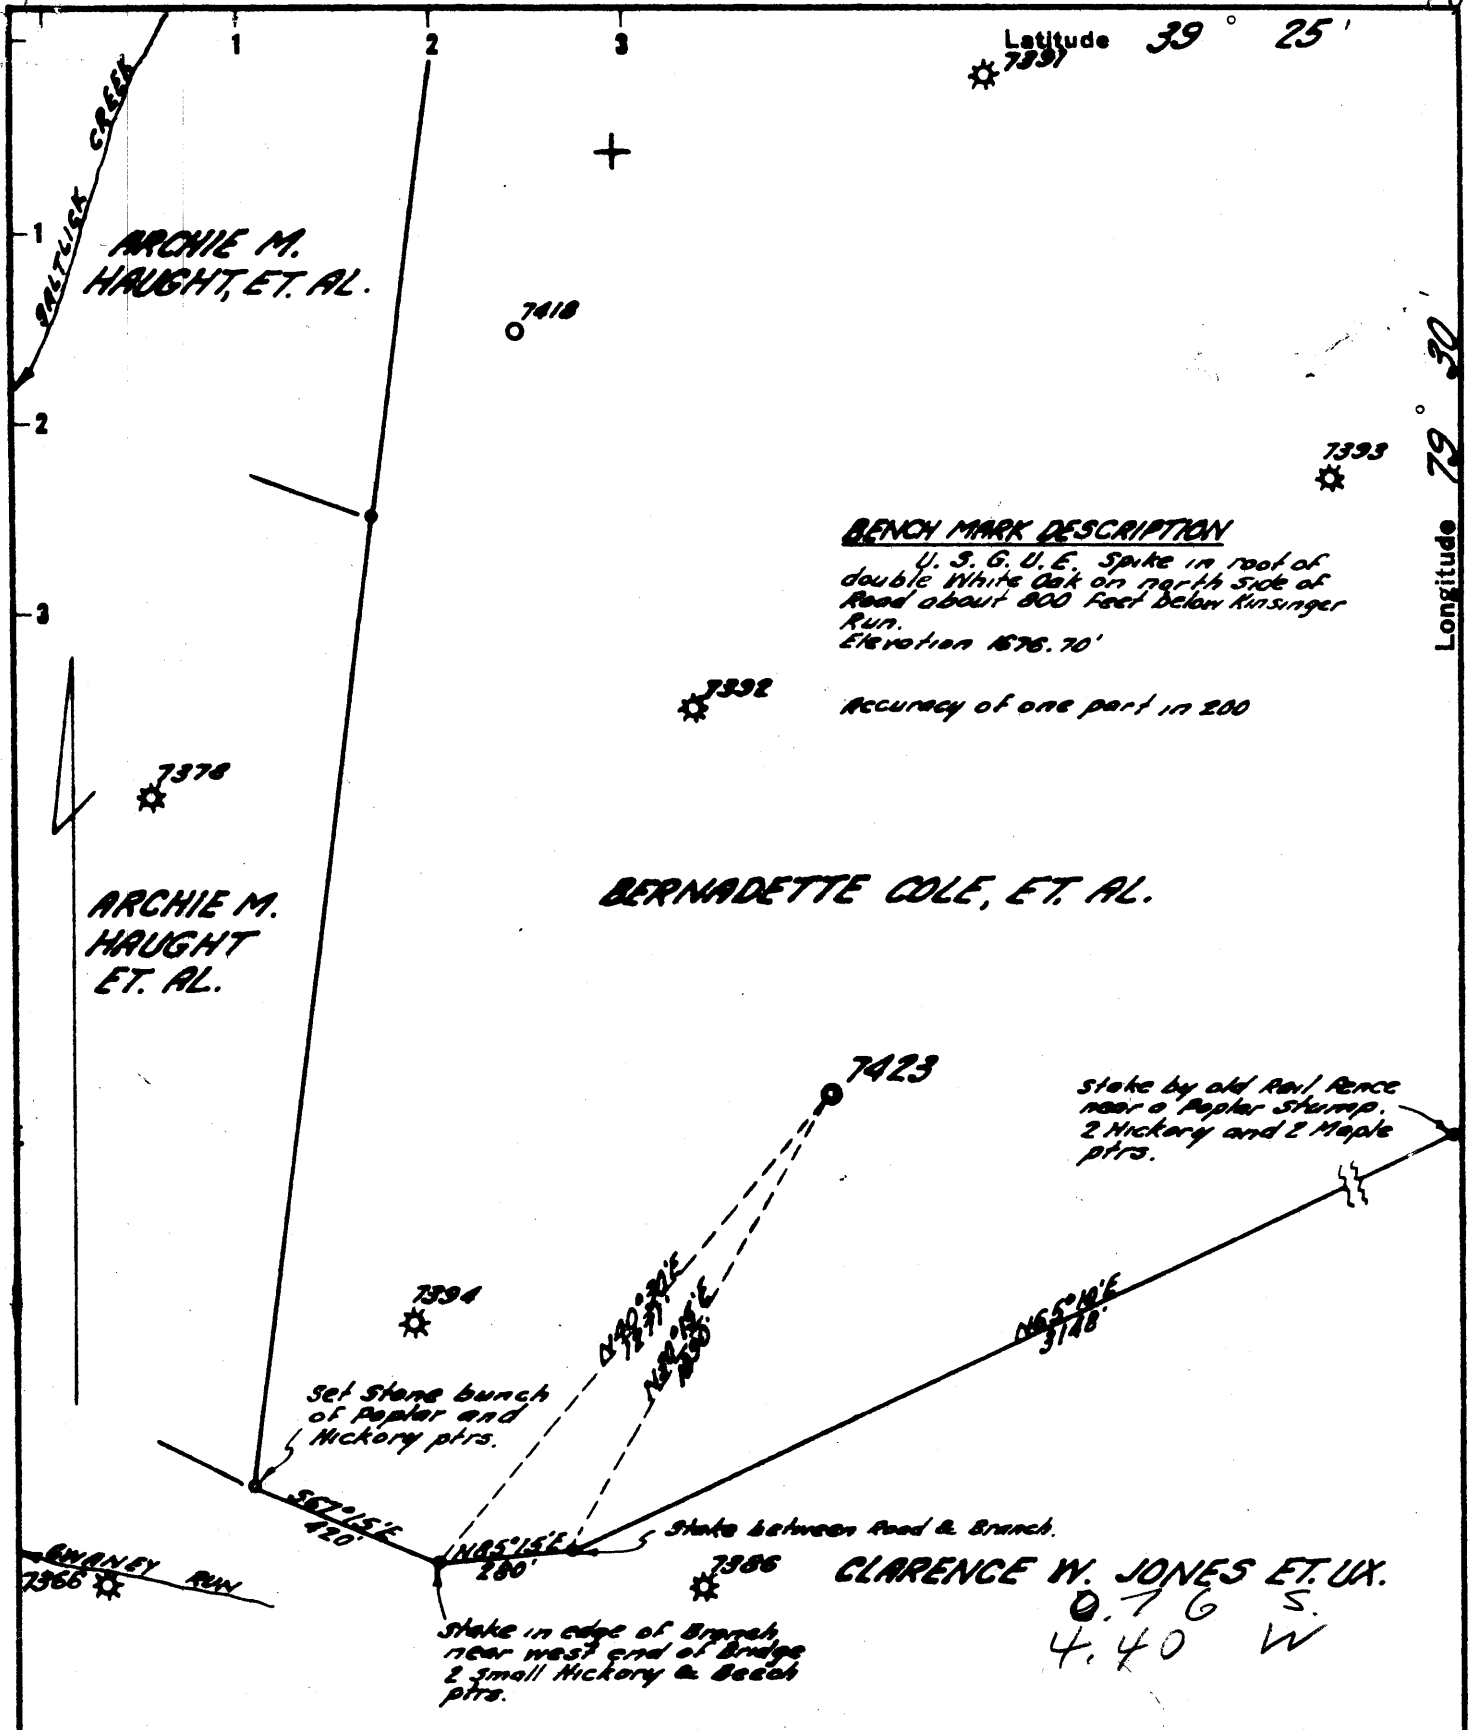 1
2
3
Latitude 39° 25'
7391
SALTLICK CREEK
1
ARCHIE M.
HAUGHT, ET. AL.
7418
2
Longitude 79° 30
7393
BENCH MARK DESCRIPTION
U. S. G. U. E. Spike in root of
double White Oak on north side of
Road about 800 feet below Kinsinger
Run.
Elevation 1676.70'
3
7392
Accuracy of one part in 200
7378
ARCHIE M.
HAUGHT
ET. AL.
BERNADETTE COLE, ET. AL.
7423
Stake by old Rail Fence
near a Poplar Stump.
2 Hickory and 2 Maple
ptrs.
7394
N40°30'E
N65°10'E
3148'
Set Stone bunch
of Poplar and
Hickory ptrs.
S67°15'E
420'
N85°15'E
280'
Stake between Road & Branch.
RUN
7366
7386
CLARENCE W. JONES ET. UX.
0.76 S.
4.40 W
Stake in edge of Branch
near west end of Bridge
2 small Hickory & Beech
ptrs.